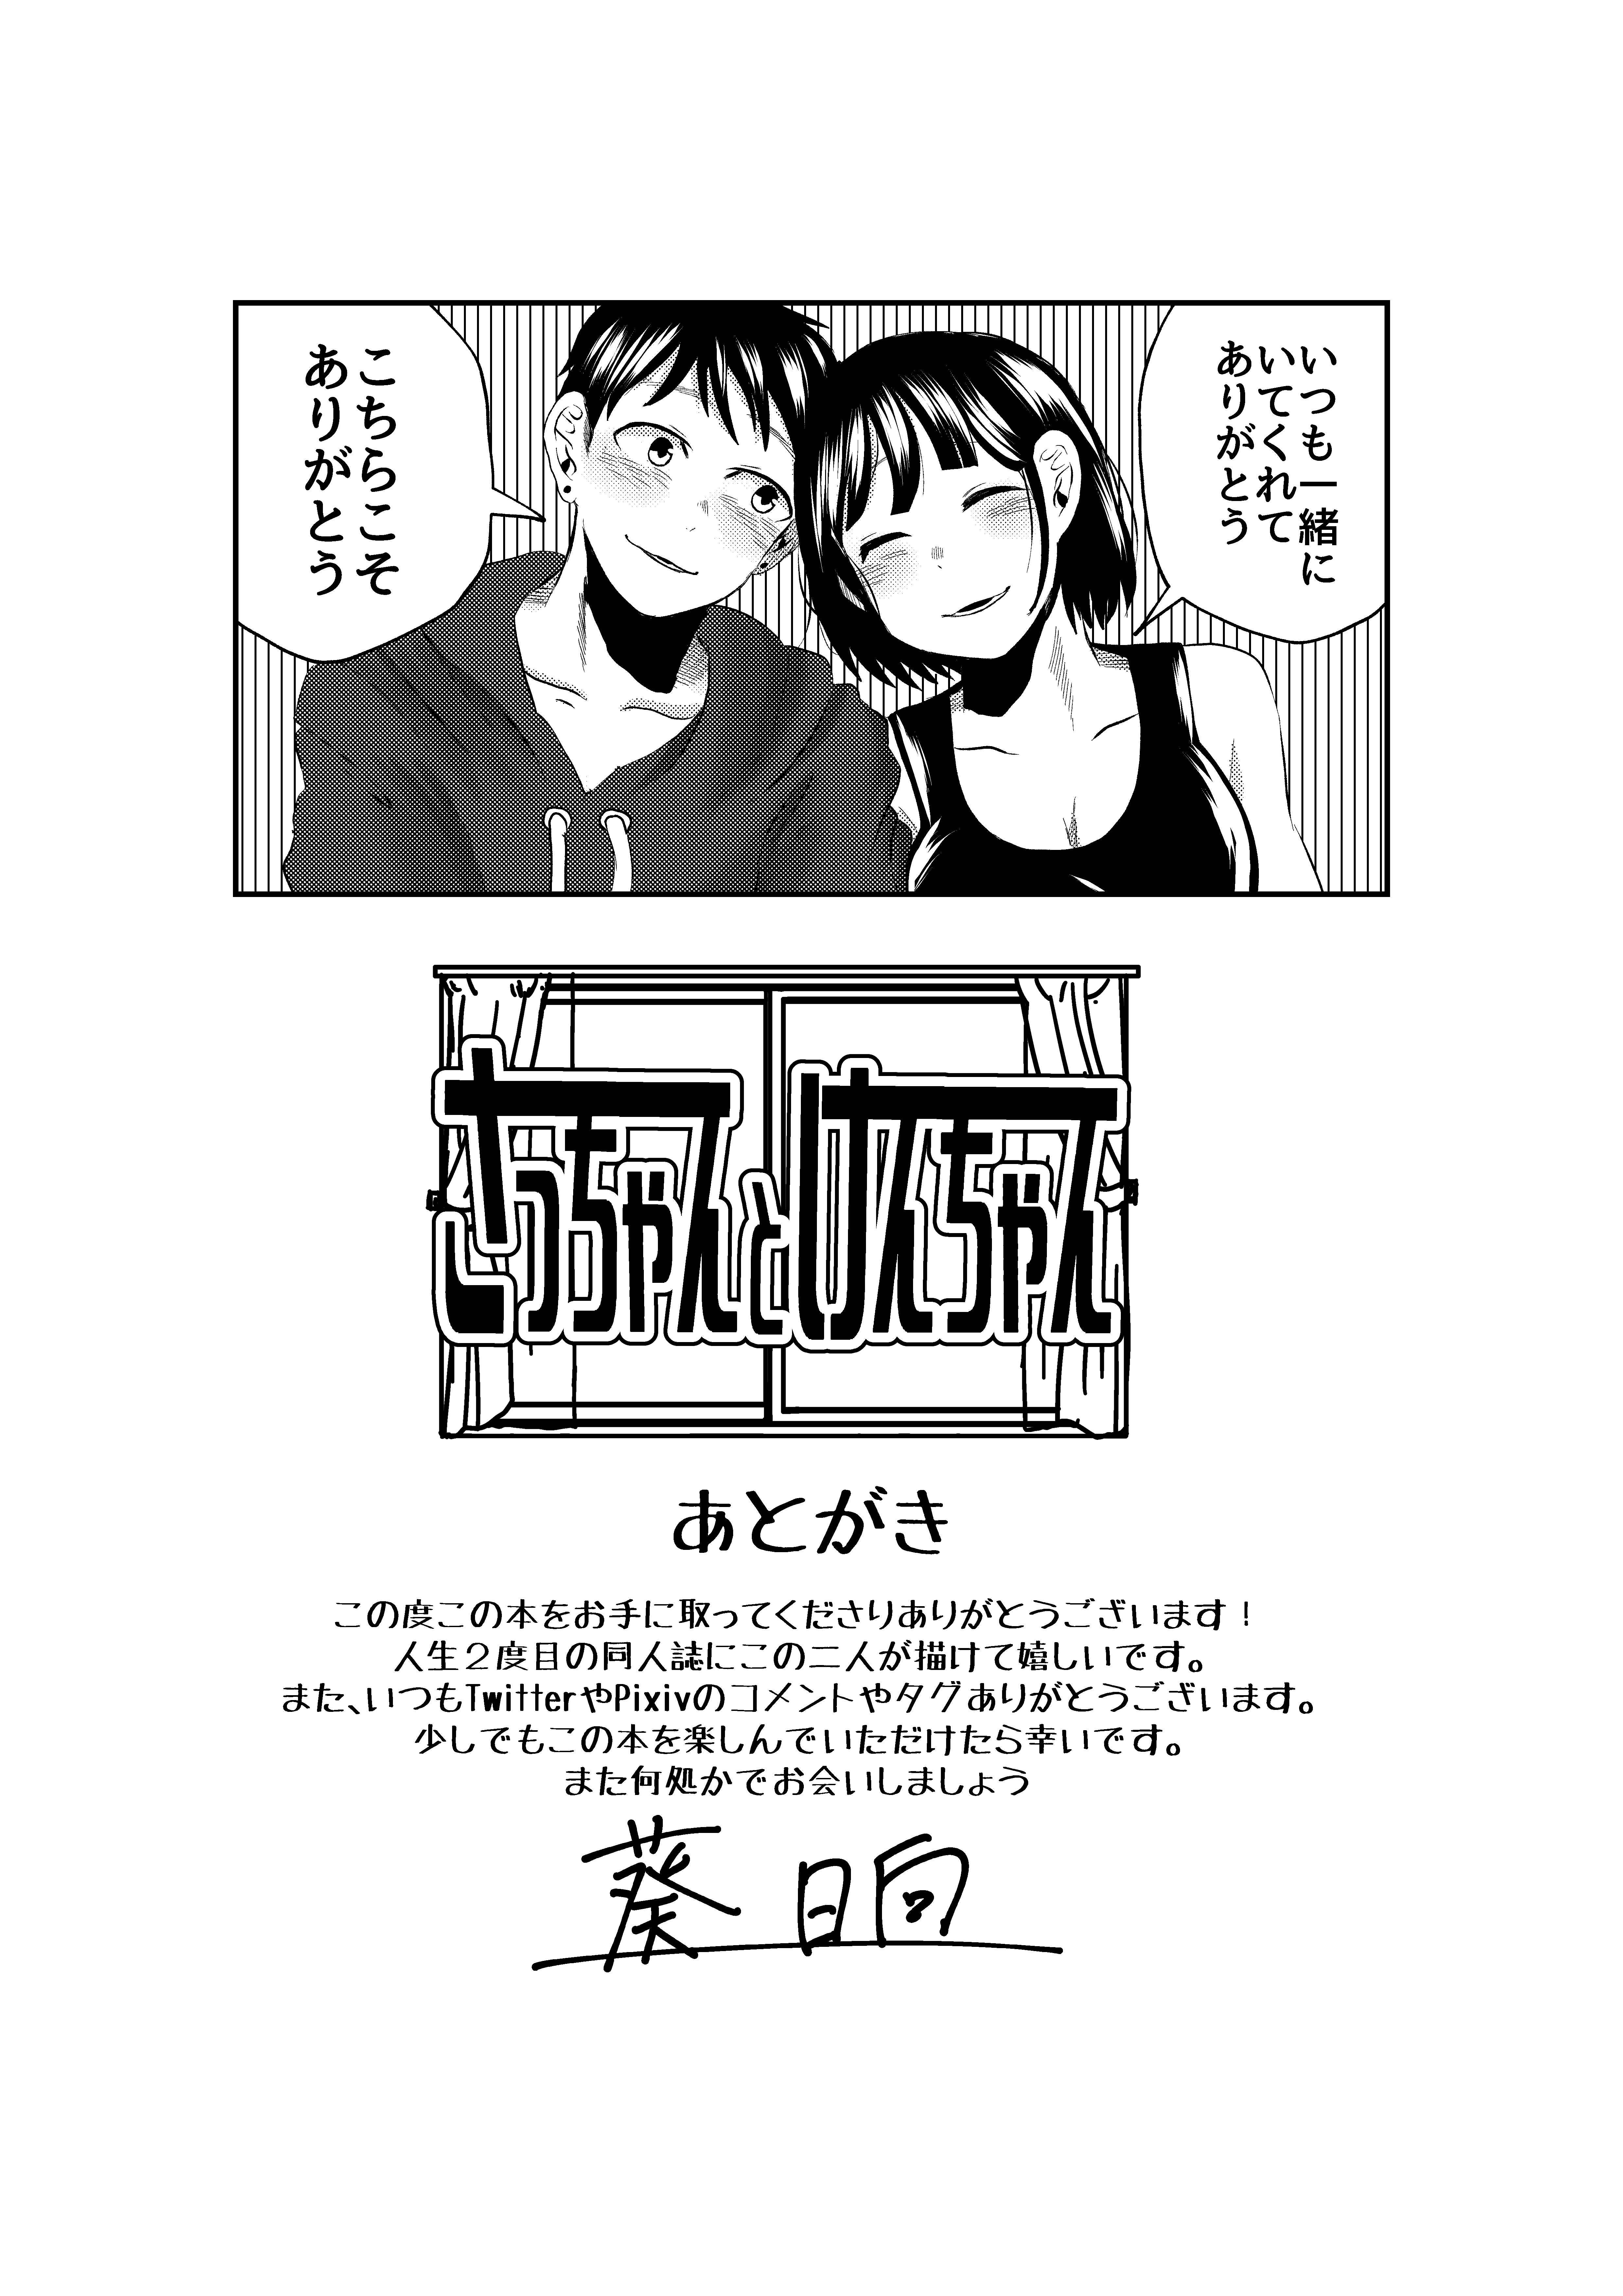 いつも一緒に
いてくれて
ありがとう
こちらこそ
ありがとう
さっちゃんとけんちゃん
あとがき
この度この本をお手に取ってくださりありがとうございます！
人生２度目の同人誌にこの二人が描けて嬉しいです。
また、いつもTwitterやPixivのコメントやタグありがとうございます。
少しでもこの本を楽しんでいただけたら幸いです。
また何処かでお会いしましょう
葵 日向